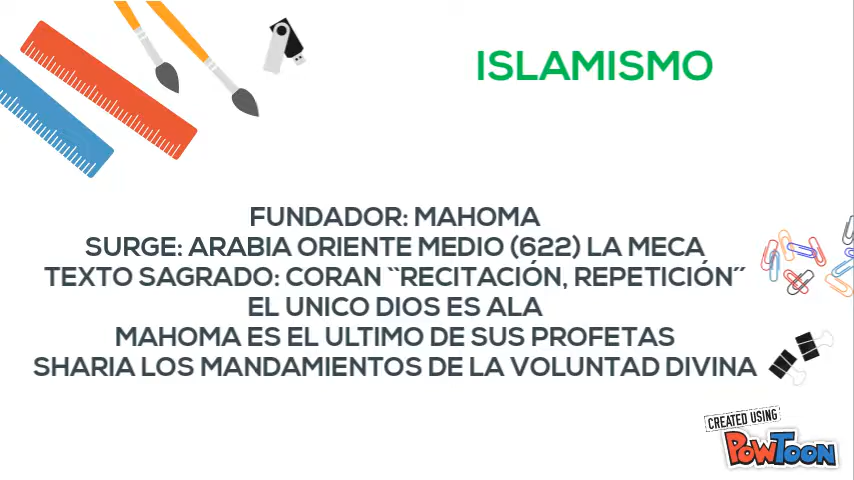 ISLAMISMO
FUNDADOR: MAHOMA
SURGE: ARABIA ORIENTE MEDIO (622) LA MECA
TEXTO SAGRADO: CORAN ``RECITACIÓN, REPETICIÓN´´
EL UNICO DIOS ES ALA
MAHOMA ES EL ULTIMO DE SUS PROFETAS
SHARIA LOS MANDAMIENTOS DE LA VOLUNTAD DIVINA
CREATED USING
POWTOON